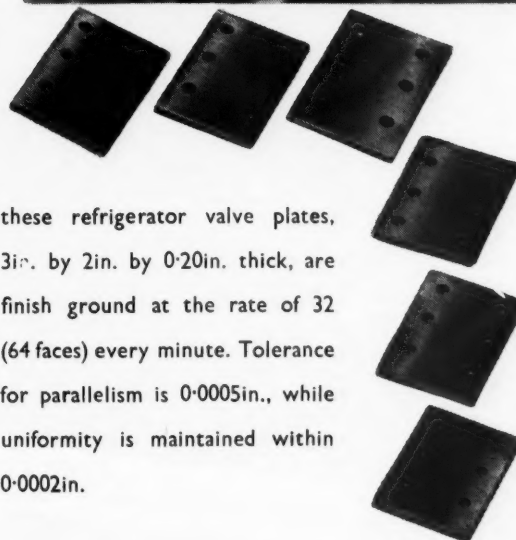 these refrigerator valve plates,
3in. by 2in. by 0·20in. thick, are
finish ground at the rate of 32
(64 faces) every minute. Tolerance
for parallelism is 0·0005in., while
uniformity is maintained within
0·0002in.